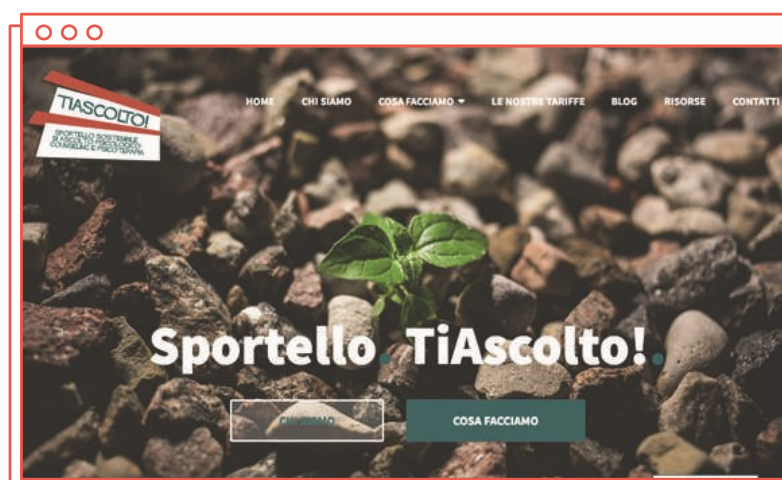 TIASCOLTO!
SPORTELLO SOSTENIBILE
DI ASCOLTO PSICOLOGICO
COUNSELING E PSICOTERAPIA
HOME CHI SIAMO COSA FACCIAMO LE NOSTRE TARIFFE BLOG RISORSE CONTATTI
Sportello. TiAscolto!.
CHI SIAMO COSA FACCIAMO